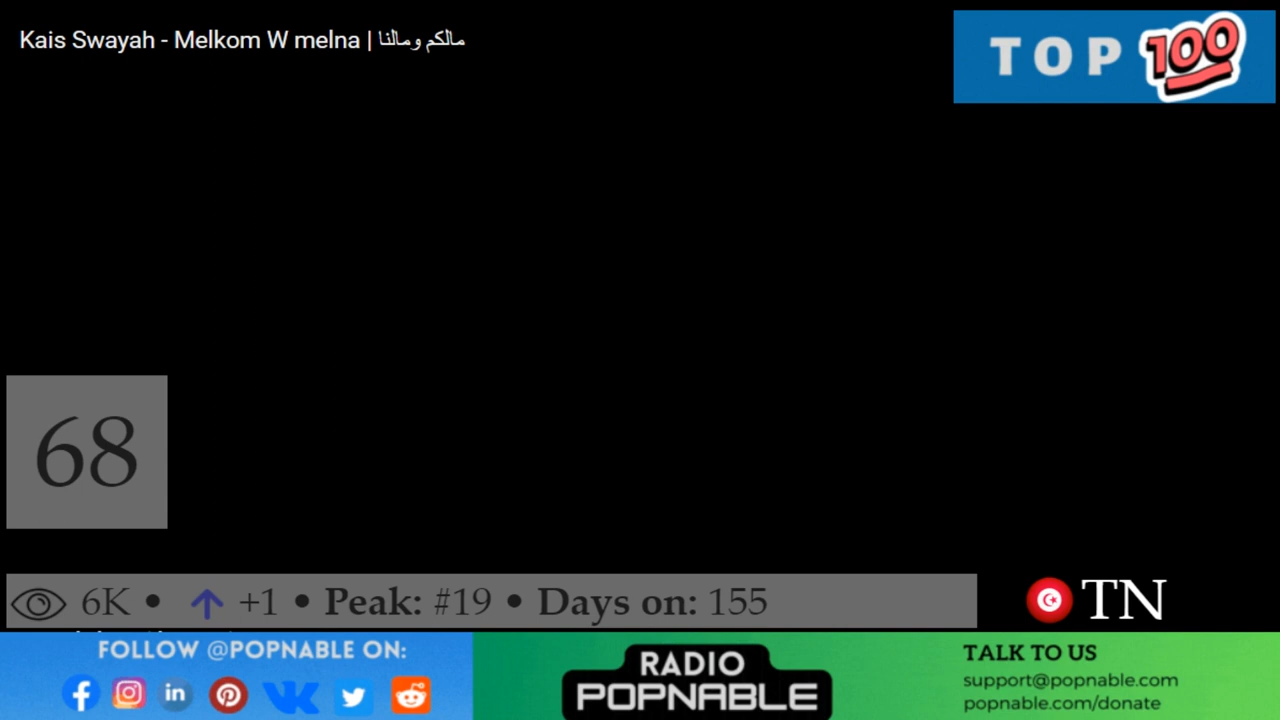 Kais Swayah - Melkom W melna | مالكم ومالنا
TOP 100
68
6K • +1 • Peak: #19 • Days on: 155
TN
FOLLOW @POPNABLE ON:
RADIO
POPNABLE
TALK TO US
support@popnable.com
popnable.com/donate